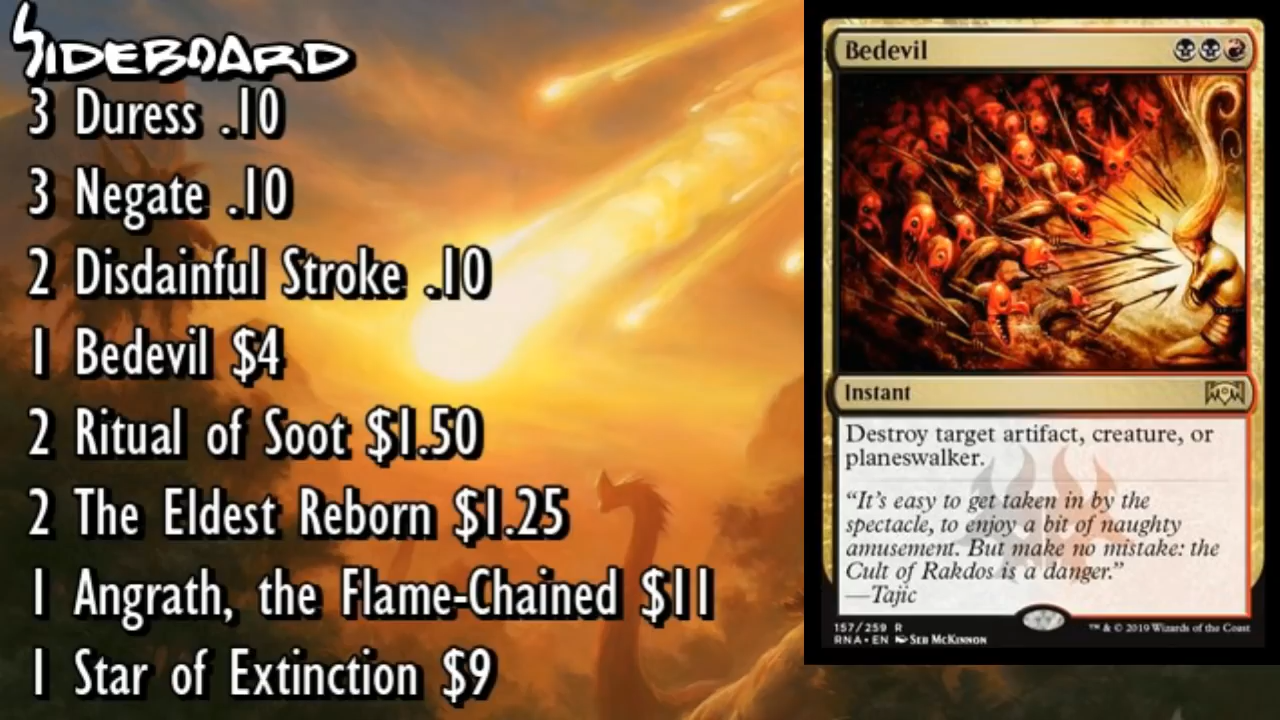 SIDEBOARD
3 Duress .10
3 Negate .10
2 Disdainful Stroke .10
1 Bedevil $4
2 Ritual of Soot $1.50
2 The Eldest Reborn $1.25
1 Angrath, the Flame-Chained $11
1 Star of Extinction $9
Bedevil
Instant
Destroy target artifact, creature, or
planeswalker.
“It’s easy to get taken in by the
spectacle, to enjoy a bit of naughty
amusement. But make no mistake: the
Cult of Rakdos is a danger.”
—Tajic
157/259 R
RNA • EN SEB MCKINNON
™ & © 2019 Wizards of the Coast